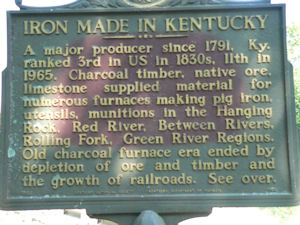 IRON MADE IN KENTUCKY
A major producer since 1791, Ky.
ranked 3rd in US in 1830s, 11th in
1965. Charcoal timber, native ore,
limestone supplied material for
numerous furnaces making pig iron,
utensils, munitions in the Hanging
Rock, Red River, Between Rivers,
Rolling Fork, Green River Regions.
Old charcoal furnace era ended by
depletion of ore and timber and
the growth of railroads. See over.